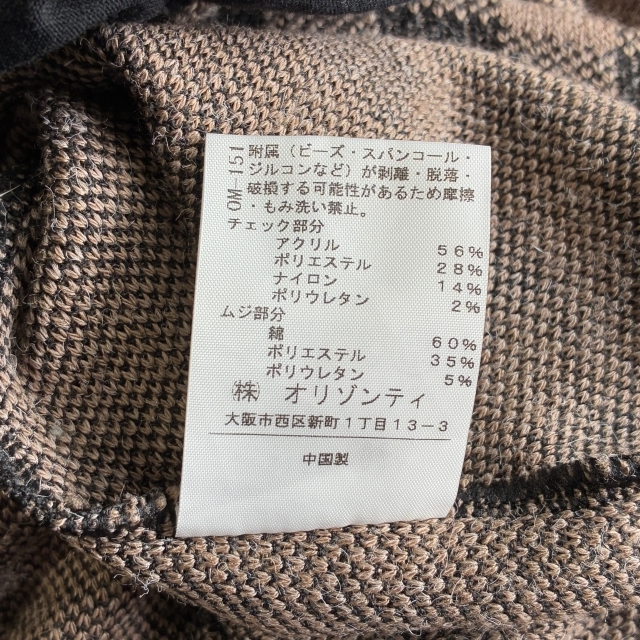 OM-151
附属（ビーズ・スパンコール・
ジルコンなど）が剥離・脱落・
破損する可能性があるため摩擦
・もみ洗い禁止。
チェック部分
アクリル 56%
ポリエステル 28%
ナイロン 14%
ポリウレタン 2%
ムジ部分
綿 60%
ポリエステル 35%
ポリウレタン 5%
㈱ オリゾンティ
大阪市西区新町1丁目13-3
中国製